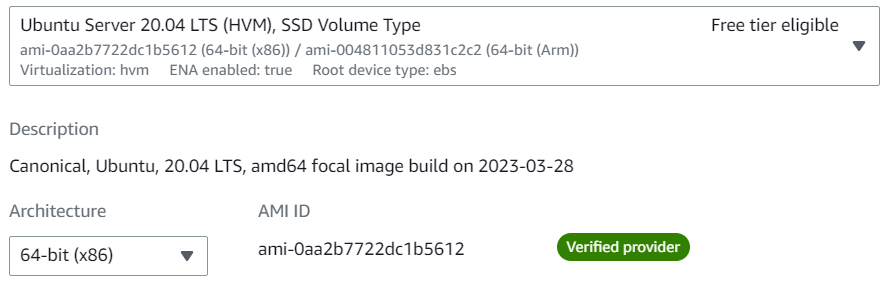 Ubuntu Server 20.04 LTS (HVM), SSD Volume Type Free tier eligible
ami-0aa2b7722dc1b5612 (64-bit (x86)) / ami-004811053d831c2c2 (64-bit (Arm))
Virtualization: hvm ENA enabled: true Root device type: ebs
Description
Canonical, Ubuntu, 20.04 LTS, amd64 focal image build on 2023-03-28
Architecture AMI ID
64-bit (x86) ami-0aa2b7722dc1b5612 Verified provider